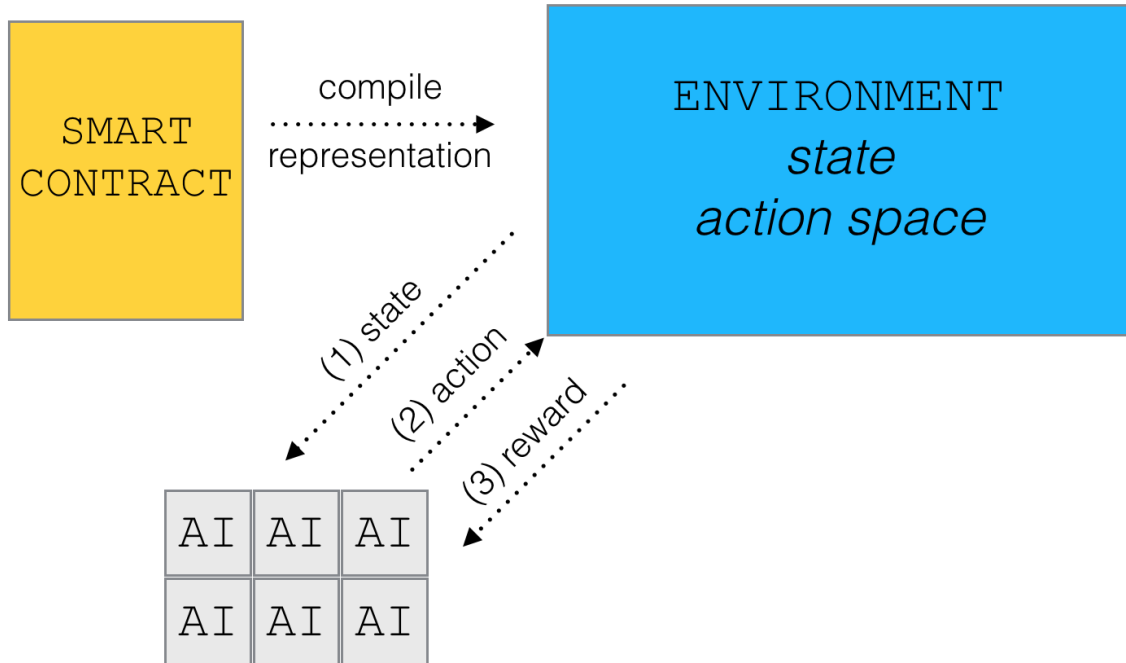 SMART
CONTRACT
compile
representation
ENVIRONMENT
state
action space
(1) state
(2) action
(3) reward
AI AI AI
AI AI AI